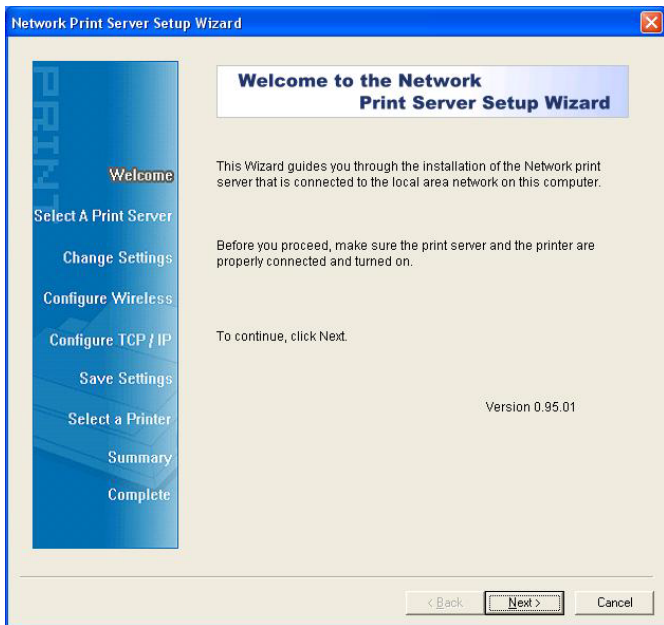 Network Print Server Setup Wizard
PRINT
Welcome
Select A Print Server
Change Settings
Configure Wireless
Configure TCP / IP
Save Settings
Select a Printer
Summary
Complete
Welcome to the Network
Print Server Setup Wizard
This Wizard guides you through the installation of the Network print
server that is connected to the local area network on this computer.
Before you proceed, make sure the print server and the printer are
properly connected and turned on.
To continue, click Next.
Version 0.95.01
< Back
Next >
Cancel